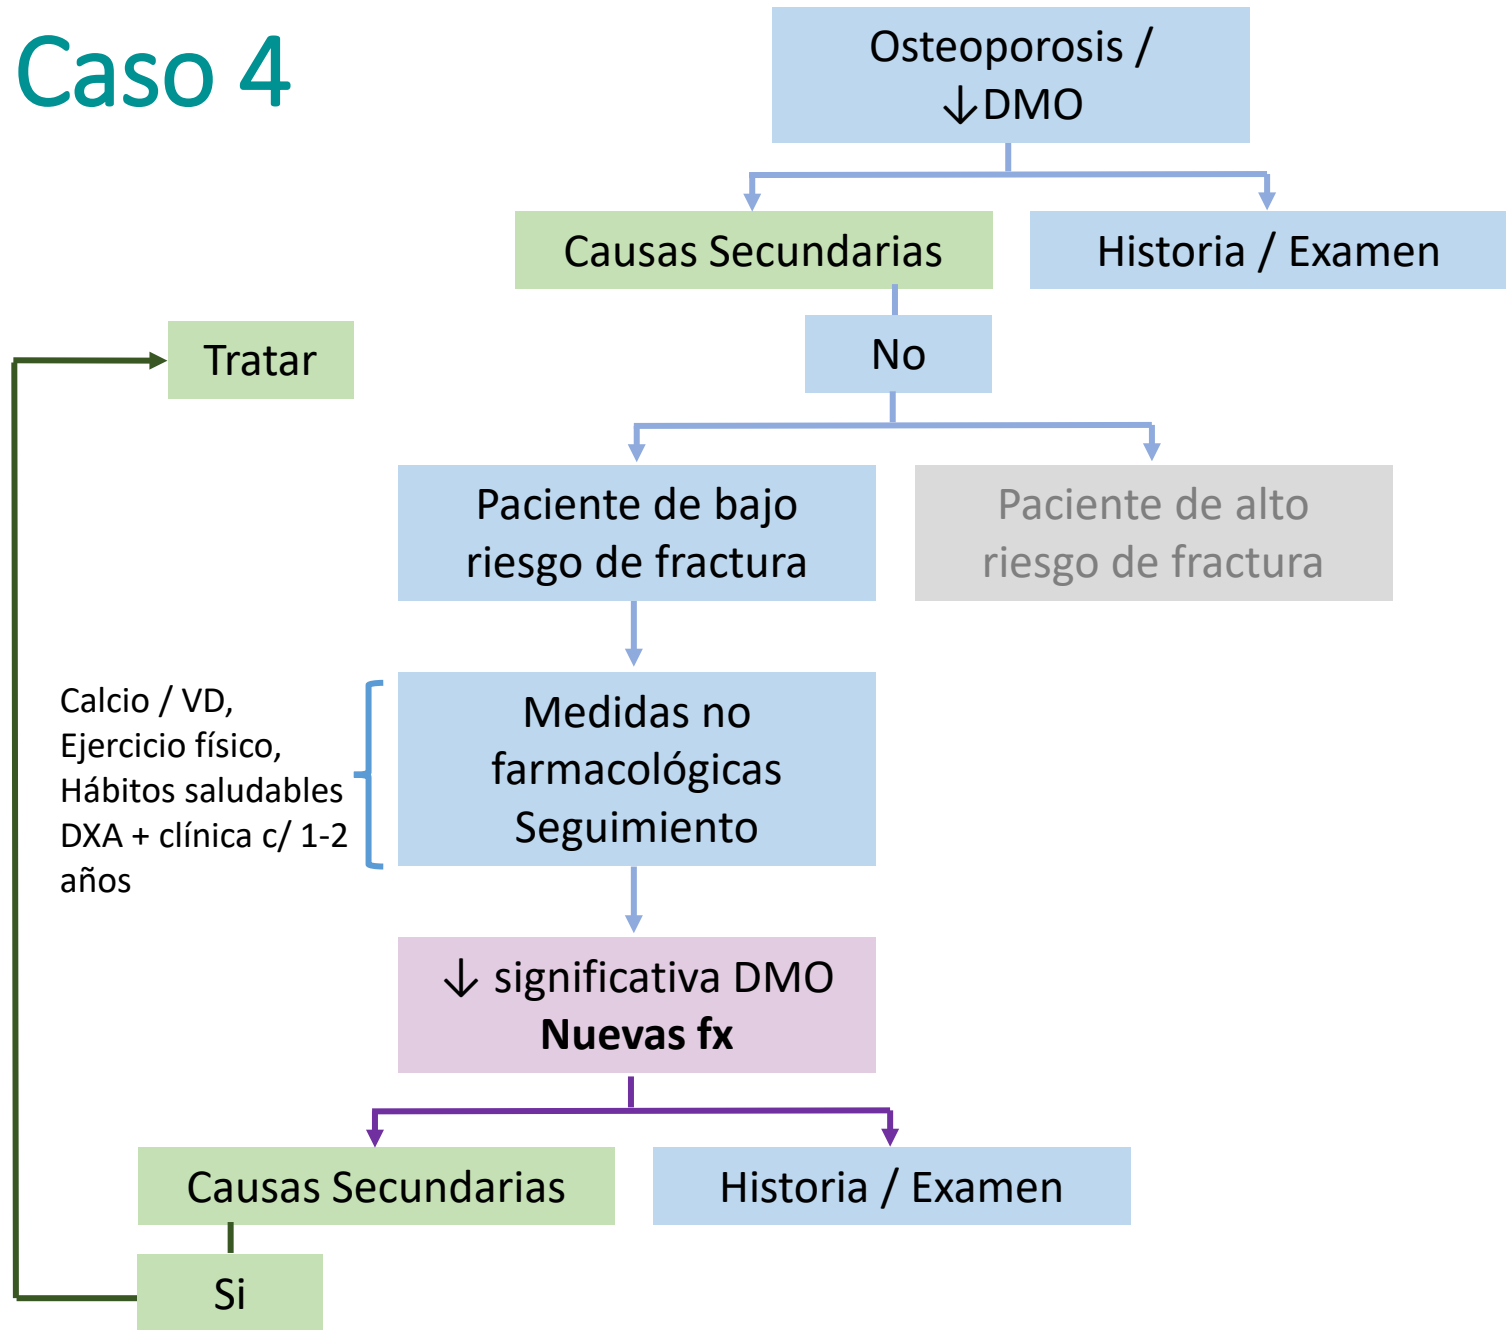 Caso 4
Osteoporosis /
↓DMO
Causas Secundarias
Historia / Examen
Tratar
No
Paciente de bajo
riesgo de fractura
Paciente de alto
riesgo de fractura
Calcio / VD,
Ejercicio físico,
Hábitos saludables
DXA + clínica c/ 1-2
años
Medidas no
farmacológicas
Seguimiento
↓ significativa DMO
Nuevas fx
Causas Secundarias
Historia / Examen
Si